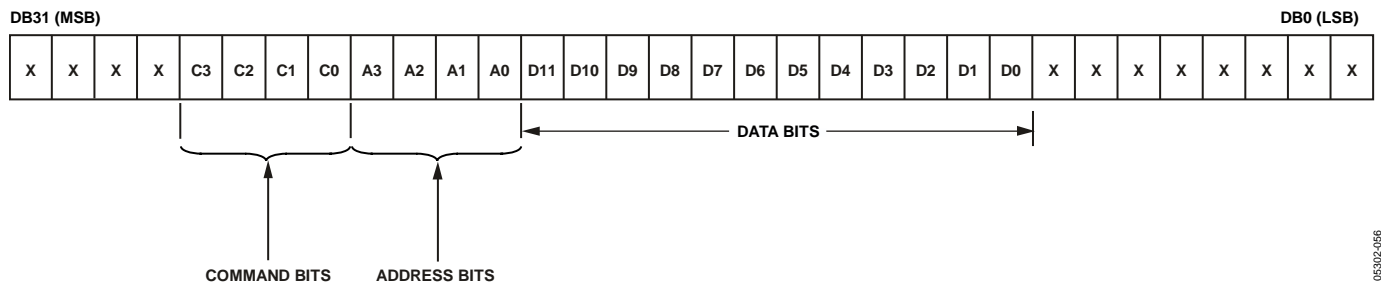 DB31 (MSB) DB0 (LSB)
X X X X C3 C2 C1 C0 A3 A2 A1 A0 D11 D10 D9 D8 D7 D6 D5 D4 D3 D2 D1 D0 X X X X X X X X
DATA BITS
COMMAND BITS ADDRESS BITS
05302-056